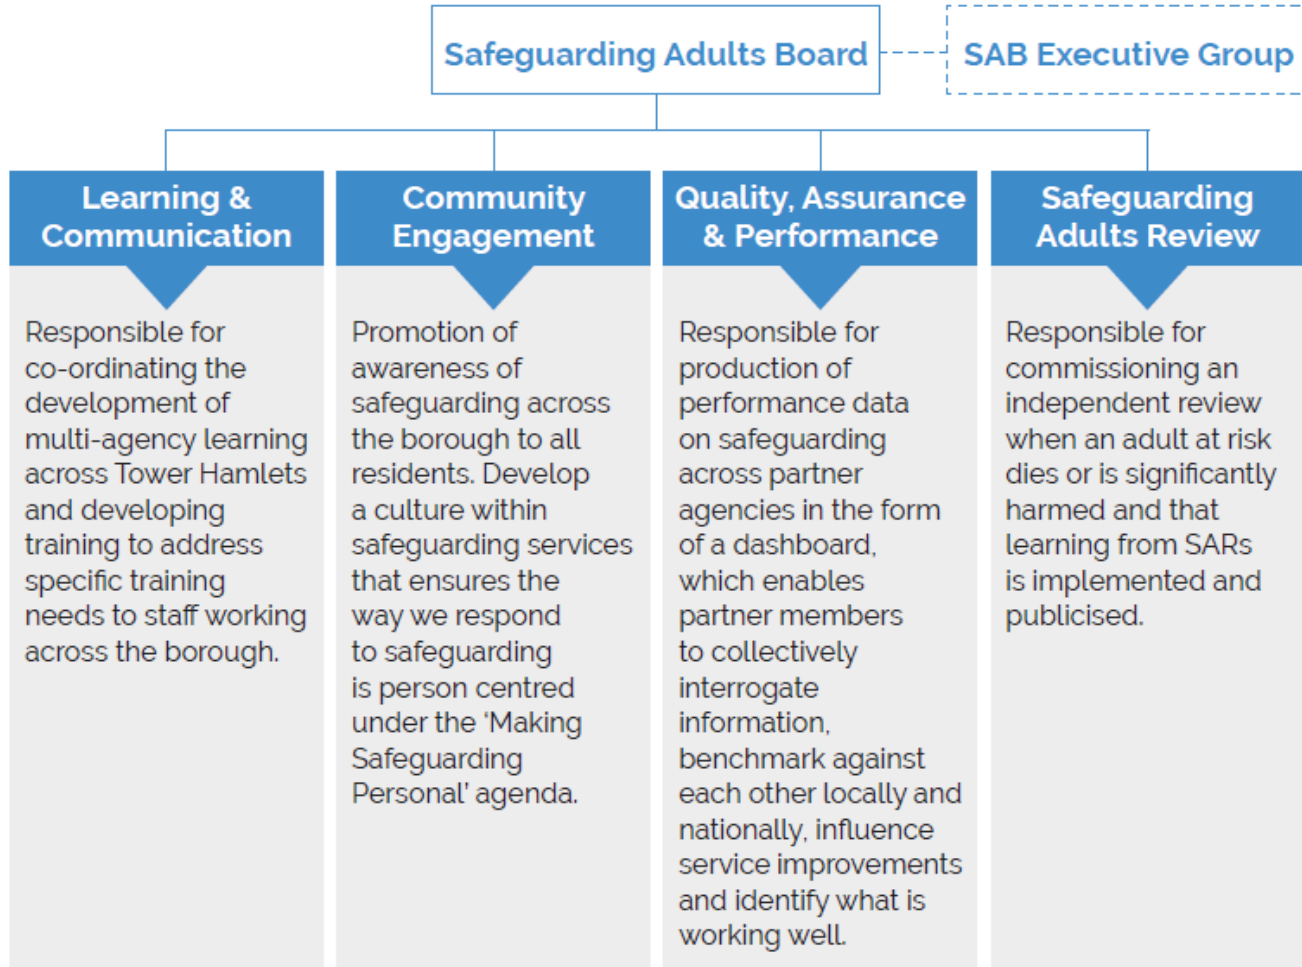 Safeguarding Adults Board
SAB Executive Group
Learning &
Communication
Responsible for
co-ordinating the
development of
multi-agency learning
across Tower Hamlets
and developing
training to address
specific training
needs to staff working
across the borough.
Community
Engagement
Promotion of
awareness of
safeguarding across
the borough to all
residents. Develop
a culture within
safeguarding services
that ensures the
way we respond
to safeguarding
is person centred
under the ‘Making
Safeguarding
Personal’ agenda.
Quality, Assurance
& Performance
Responsible for
production of
performance data
on safeguarding
across partner
agencies in the form
of a dashboard,
which enables
partner members
to collectively
interrogate
information,
benchmark against
each other locally and
nationally, influence
service improvements
and identify what is
working well.
Safeguarding
Adults Review
Responsible for
commissioning an
independent review
when an adult at risk
dies or is significantly
harmed and that
learning from SARs
is implemented and
publicised.